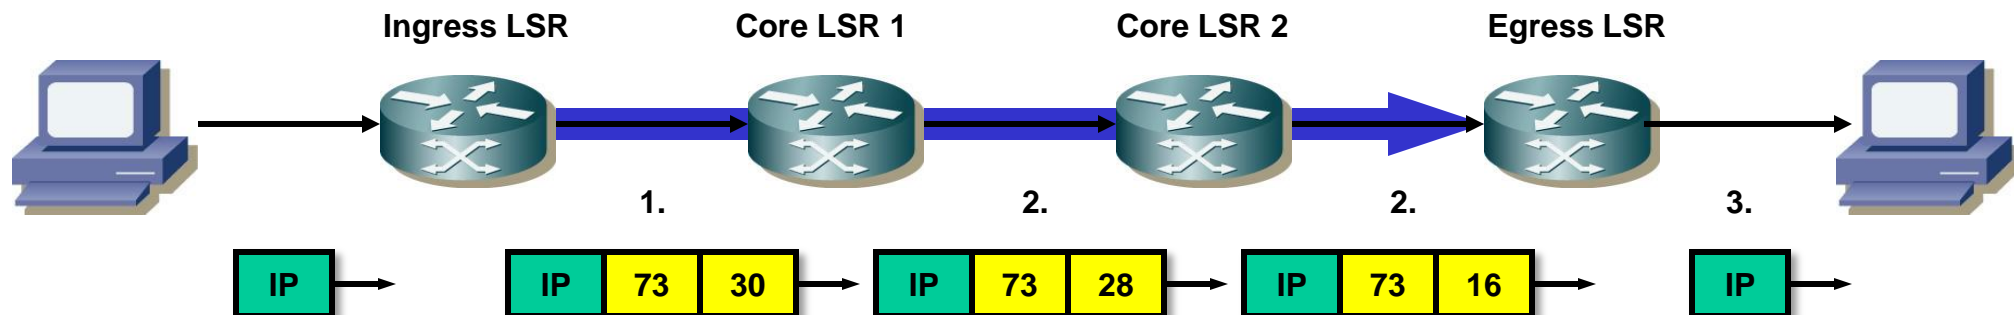 Ingress LSR Core LSR 1 Core LSR 2 Egress LSR
1. 2. 2. 3.
IP IP 73 30 IP 73 28 IP 73 16 IP